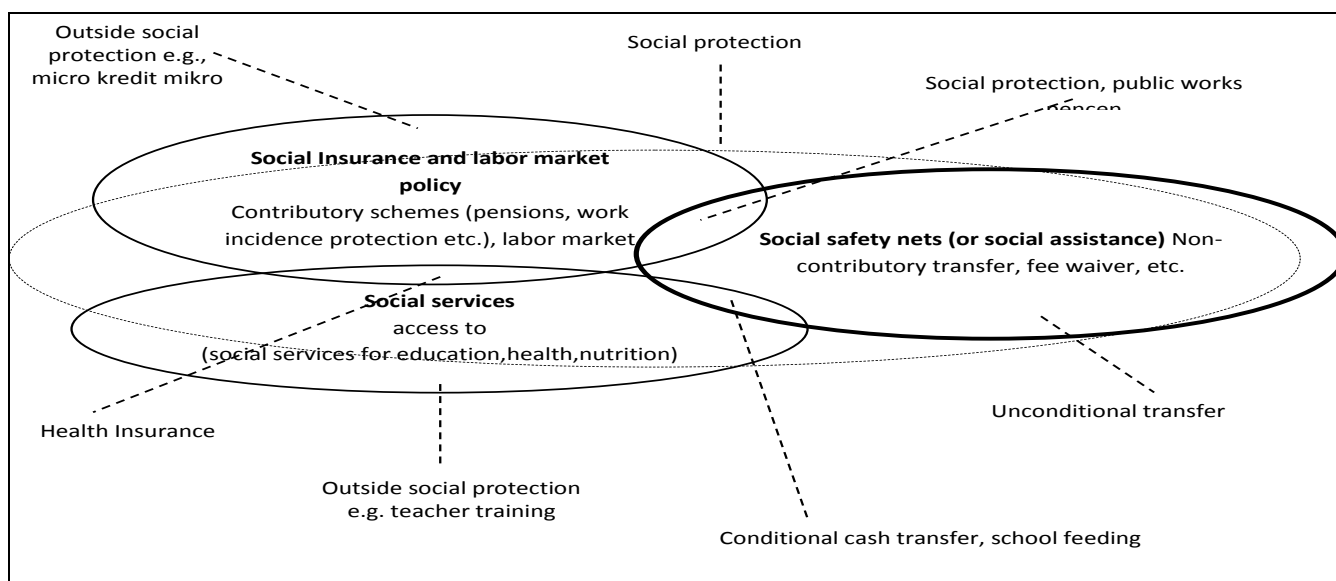 Outside social
protection e.g.,
micro kredit mikro
Social protection
Social protection, public works
Social Insurance and labor market
policy
Contributory schemes (pensions, work
incidence protection etc.), labor market
Social safety nets (or social assistance) Non-
contributory transfer, fee waiver, etc.
Social services
access to
(social services for education,health,nutrition)
Unconditional transfer
Health Insurance
Outside social protection
e.g. teacher training
Conditional cash transfer, school feeding